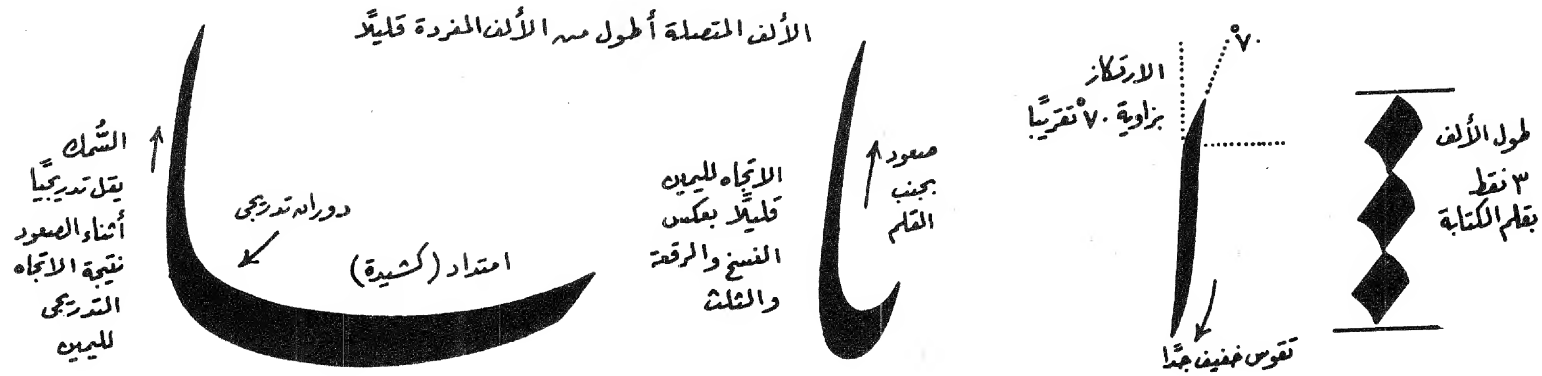 الألف المتصلة أطول من الألف المفردة قليلًا
طول الألف
٣ نقط
بقلم الكتابة
٧٠°
الارتكاز
بزاوية ٧٠° تقريبًا
تقوس خفيف جدًا
صعود
بجنب
القلم
الاتجاه لليمين
قليلًا بعكس
النسخ والرقعة
والثلث
امتداد (كشيدة)
دوران تدريجى
السُّمك
يقل تدريجيًا
أثناء الصعود
نتيجة الاتجاه
التدريجى
لليمين